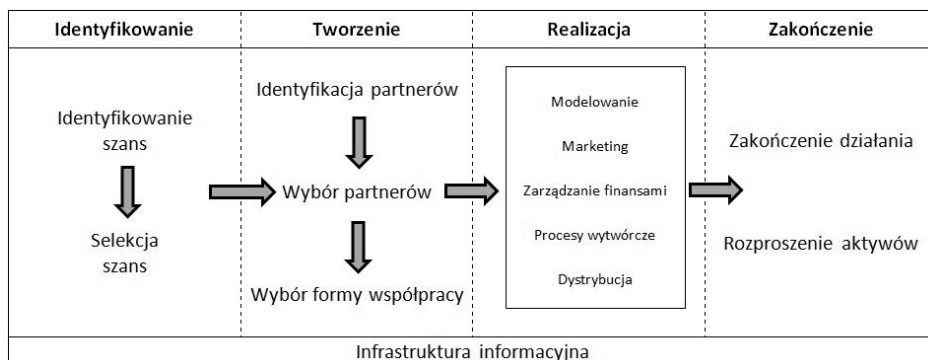 Identyfikowanie
Tworzenie
Realizacja
Zakończenie
Identyfikowanie
szans
Selekcja
szans
Identyfikacja partnerów
Wybór partnerów
Wybór formy współpracy
Modelowanie
Marketing
Zarządzanie finansami
Procesy wytwórcze
Dystrybucja
Zakończenie działania
Rozproszenie aktywów
Infrastruktura informacyjna